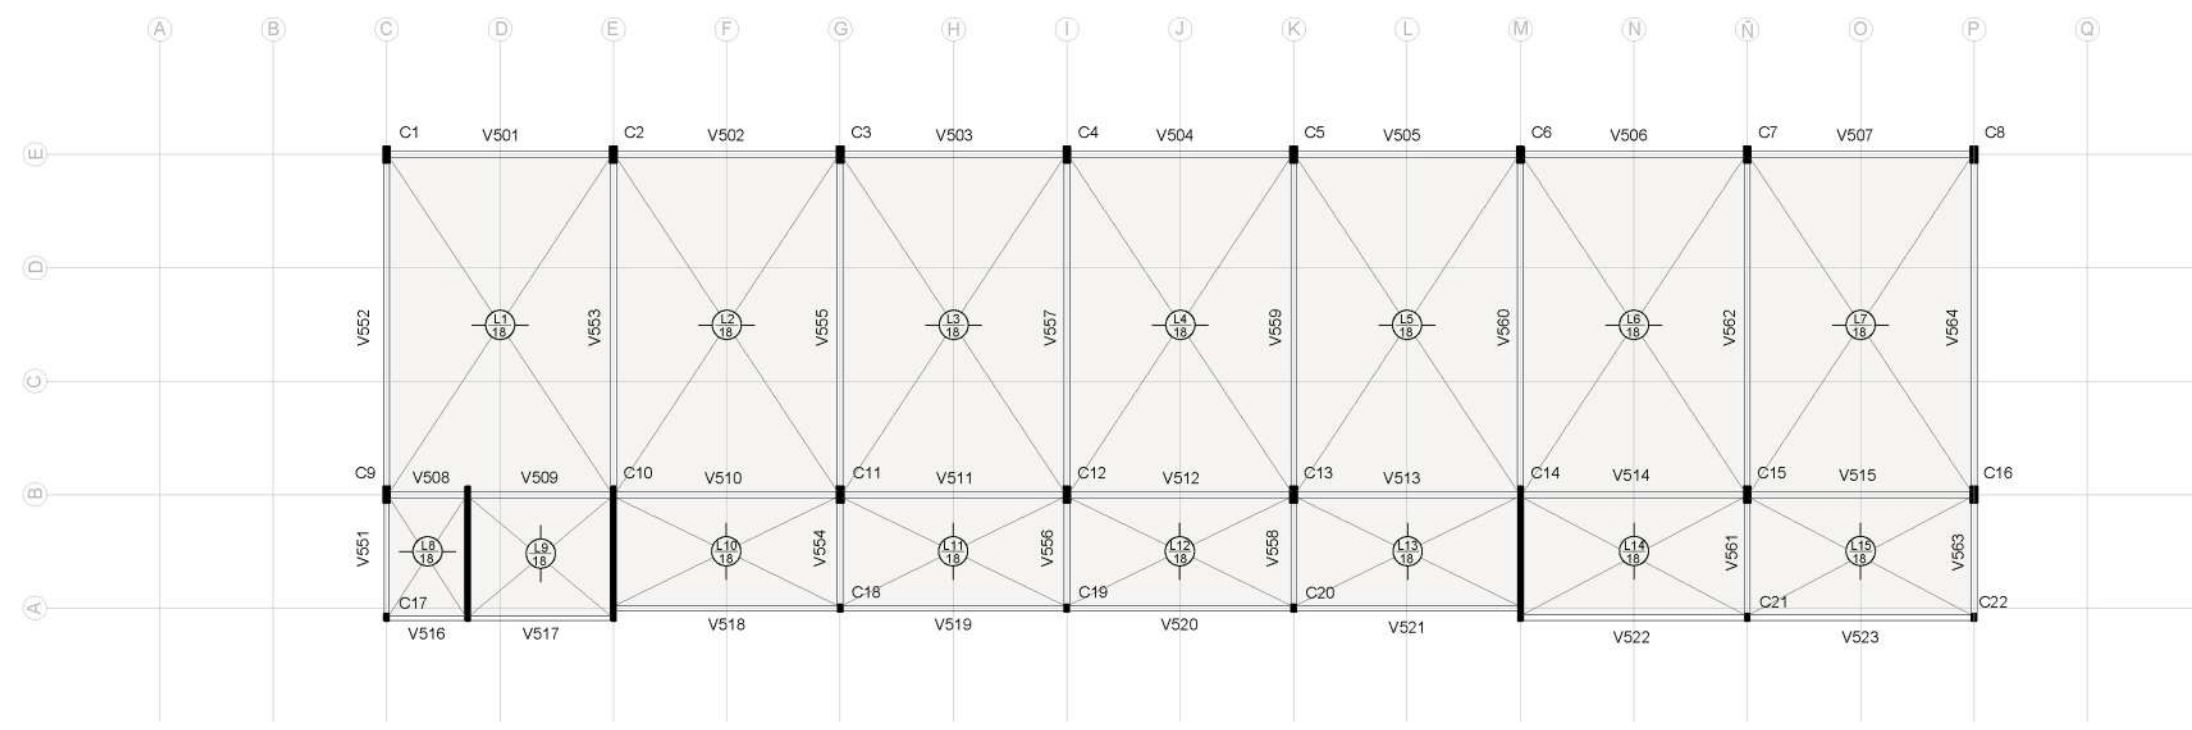 A B C D E F G H I J K L M N Ñ O P Q
C1 V501 C2 V502 C3 V503 C4 V504 C5 V505 C6 V506 C7 V507 C8
E
D
V552 L1 V553 L2 V555 L3 V557 L4 V559 L5 V560 L6 V562 L7 V564
18 18 18 18 18 18 18
C
C9 V508 V509 C10 V510 C11 V511 C12 V512 C13 V513 C14 V514 C15 V515 C16
B
V551 L8 L9 L10 V554 L11 V556 L12 V558 L13 L14 V561 L15 V563
18 18 18 18 18 18 18 18
C17 C18 C19 C20 C21 C22
A
V516 V517 V518 V519 V520 V521 V522 V523